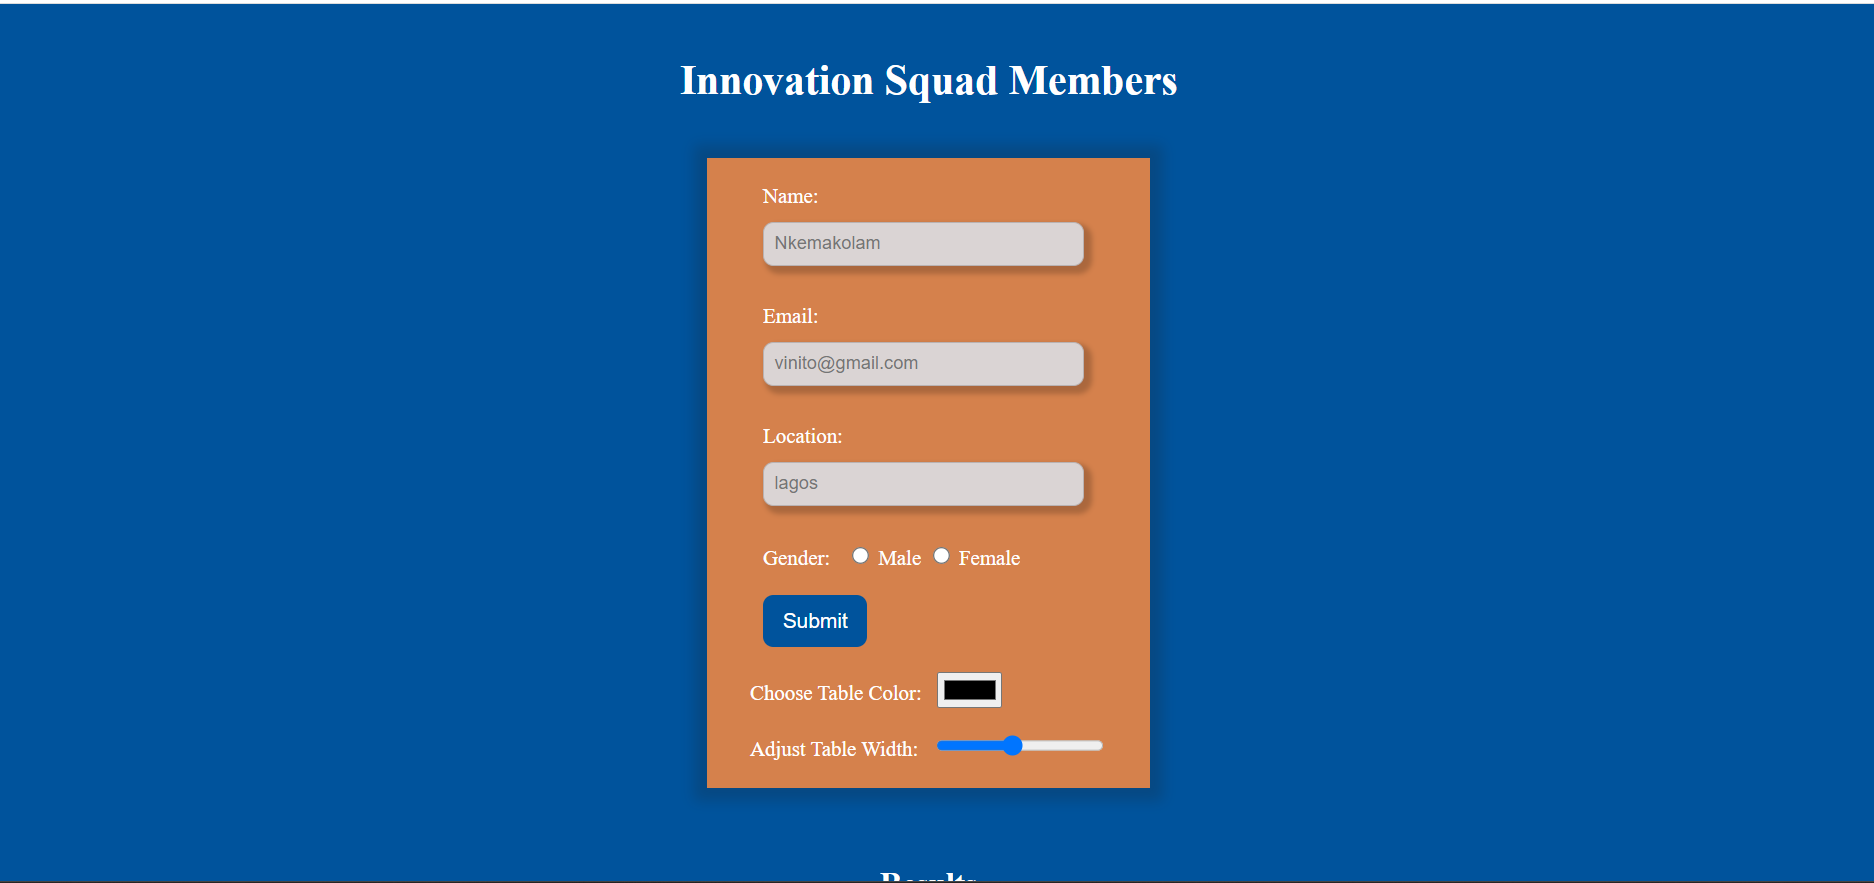 Innovation Squad Members
Name:
Nkemakolam
Email:
vinito@gmail.com
Location:
lagos
Gender: Male Female
Submit
Choose Table Color:
Adjust Table Width:
Results